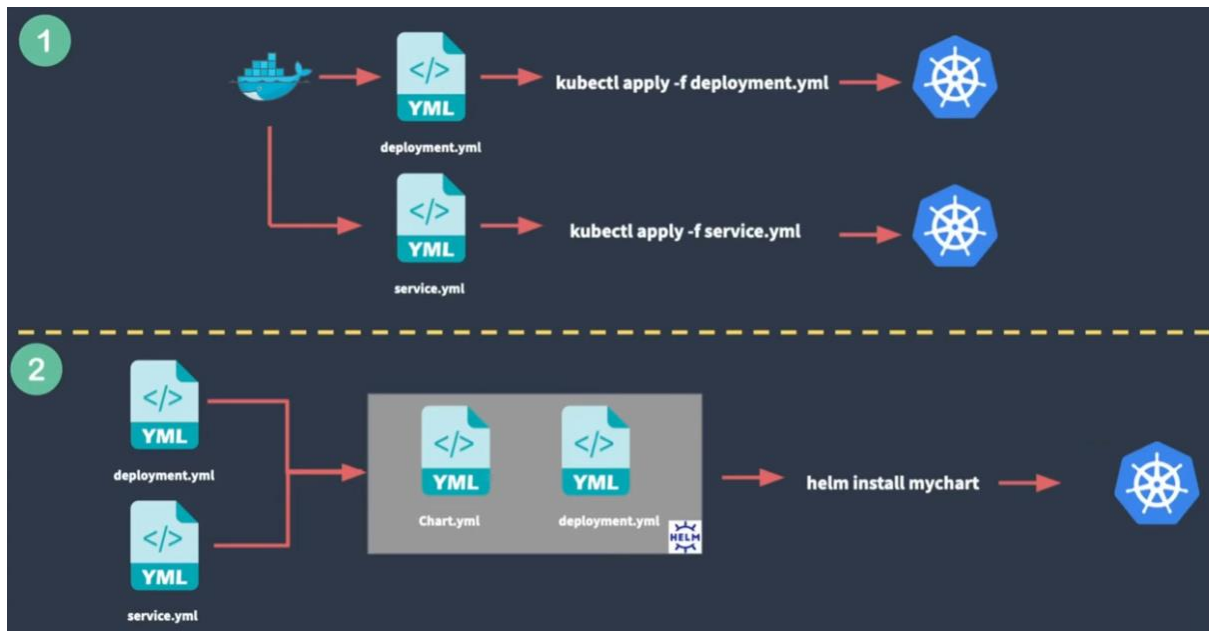 1
</>
YML
deployment.yml
kubectl apply -f deployment.yml
</>
YML
service.yml
kubectl apply -f service.yml
2
</>
YML
deployment.yml
</>
YML
service.yml
</>
YML
Chart.yml
</>
YML
deployment.yml
HELM
helm install mychart